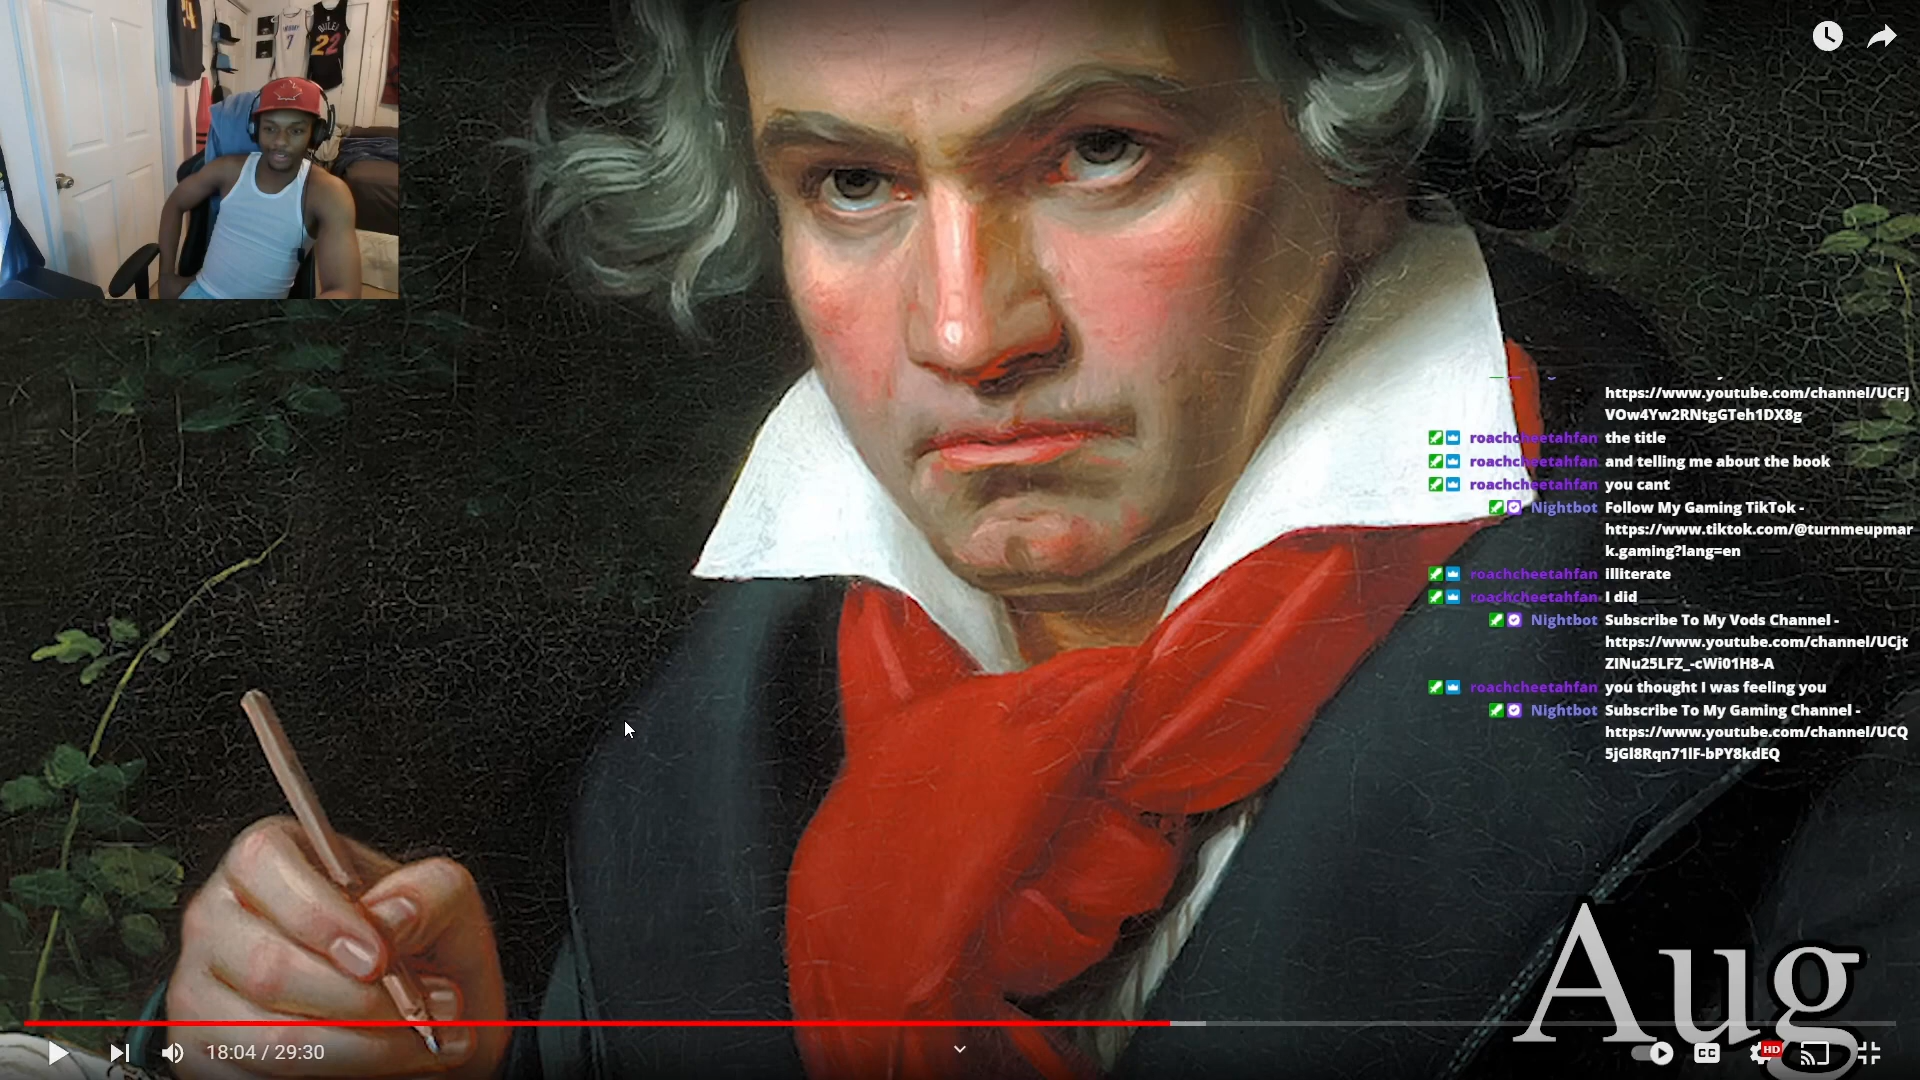 7
22
https://www.youtube.com/channel/UCFJ
VOw4Yw2RNtgGTeh1DX8g
roachcheetahfan the title
roachcheetahfan and telling me about the book
roachcheetahfan you cant
Nightbot Follow My Gaming TikTok -
https://www.tiktok.com/@turnmeupmar
k.gaming?lang=en
roachcheetahfan illiterate
roachcheetahfan I did
Nightbot Subscribe To My Vods Channel -
https://www.youtube.com/channel/UCjt
ZINu25LFZ_-cWi01H8-A
roachcheetahfan you thought I was feeling you
Nightbot Subscribe To My Gaming Channel -
https://www.youtube.com/channel/UCQ
5jGl8Rqn71lF-bPY8kdEQ
Aug
18:04 / 29:30
CC
HD